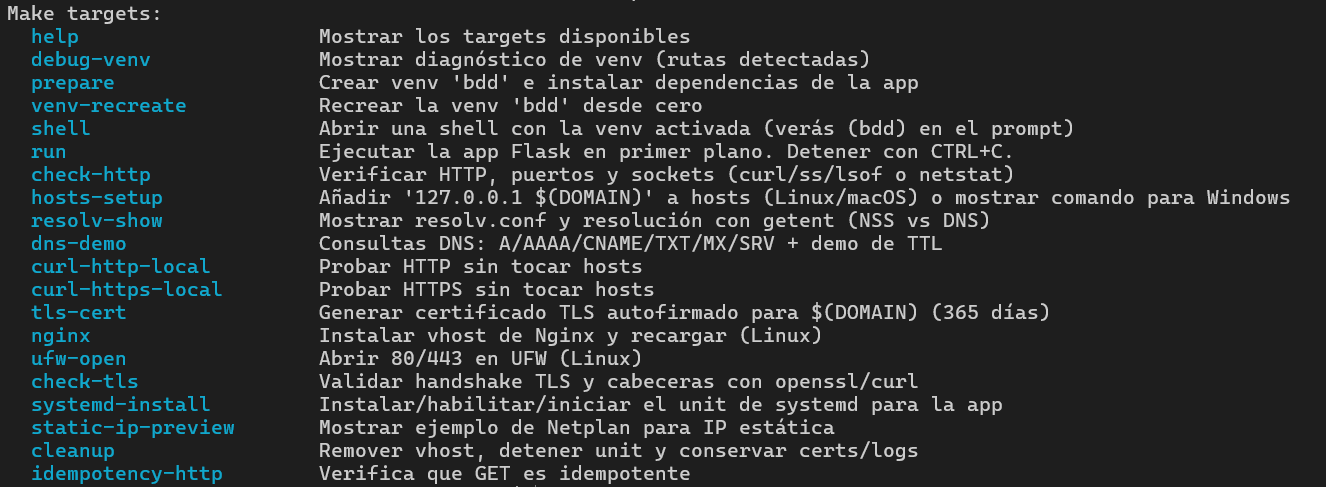 Make targets:
help Mostrar los targets disponibles
debug-venv Mostrar diagnóstico de venv (rutas detectadas)
prepare Crear venv 'bdd' e instalar dependencias de la app
venv-recreate Recrear la venv 'bdd' desde cero
shell Abrir una shell con la venv activada (verás (bdd) en el prompt)
run Ejecutar la app Flask en primer plano. Detener con CTRL+C.
check-http Verificar HTTP, puertos y sockets (curl/ss/lsof o netstat)
hosts-setup Añadir '127.0.0.1 $(DOMAIN)' a hosts (Linux/macOS) o mostrar comando para Windows
resolv-show Mostrar resolv.conf y resolución con getent (NSS vs DNS)
dns-demo Consultas DNS: A/AAAA/CNAME/TXT/MX/SRV + demo de TTL
curl-http-local Probar HTTP sin tocar hosts
curl-https-local Probar HTTPS sin tocar hosts
tls-cert Generar certificado TLS autofirmado para $(DOMAIN) (365 días)
nginx Instalar vhost de Nginx y recargar (Linux)
ufw-open Abrir 80/443 en UFW (Linux)
check-tls Validar handshake TLS y cabeceras con openssl/curl
systemd-install Instalar/habilitar/iniciar el unit de systemd para la app
static-ip-preview Mostrar ejemplo de Netplan para IP estática
cleanup Remover vhost, detener unit y conservar certs/logs
idempotency-http Verifica que GET es idempotente